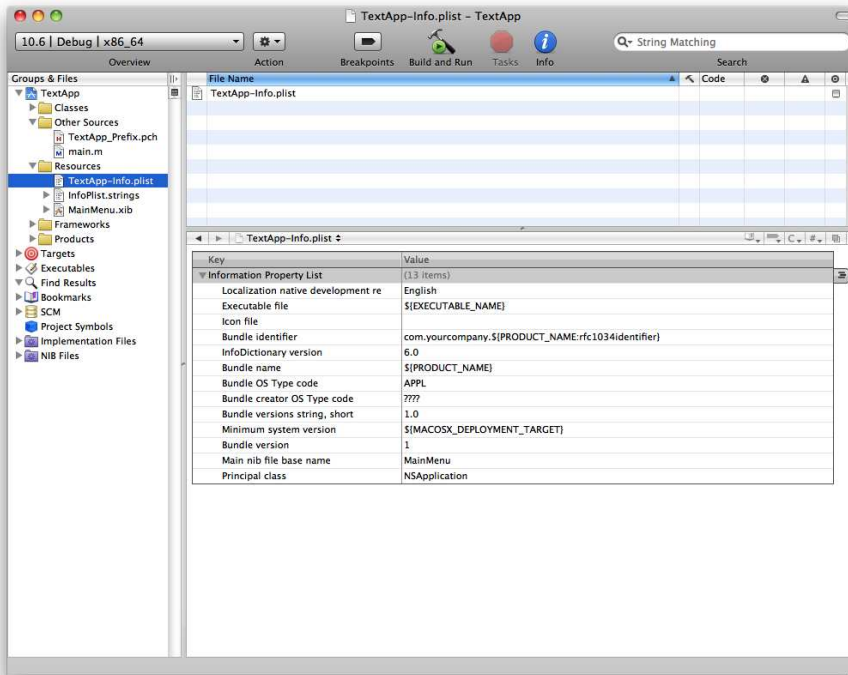 TextApp-Info.plist - TextApp
10.6 | Debug | x86_64
String Matching
Overview
Action
Breakpoints
Build and Run
Tasks
Info
Search
Groups & Files
File Name
Code
TextApp
Classes
Other Sources
TextApp_Prefix.pch
main.m
Resources
TextApp-Info.plist
InfoPlist.strings
MainMenu.xib
Frameworks
Products
Targets
Executables
Find Results
Bookmarks
SCM
Project Symbols
Implementation Files
NIB Files
TextApp-Info.plist
TextApp-Info.plist
C
#
Key Value
Information Property List (13 items)
Localization native development re English
Executable file ${EXECUTABLE_NAME}
Icon file
Bundle identifier com.yourcompany.${PRODUCT_NAME:rfc1034identifier}
InfoDictionary version 6.0
Bundle name ${PRODUCT_NAME}
Bundle OS Type code APPL
Bundle creator OS Type code ????
Bundle versions string, short 1.0
Minimum system version ${MACOSX_DEPLOYMENT_TARGET}
Bundle version 1
Main nib file base name MainMenu
Principal class NSApplication